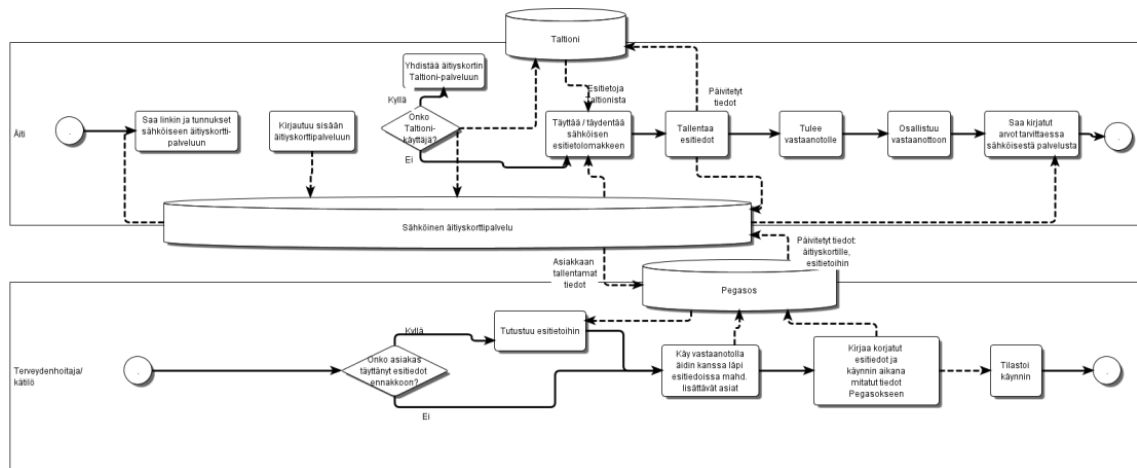 Taltioni
Äiti
Saa linkin ja tunnukset
sähköiseen äitiyskortti-
palveluun
Kirjautuu sisään
äitiyskorttipalveluun
Kyllä
Yhdistää äitiyskortin
Taltioni-palveluun
Onko
Taltioni-
käyttäjä?
Ei
Esitietoja
Taltionista
Täyttää / täydentää
sähköisen
esitietolomakkeen
Päivitetyt
tiedot
Tallentaa
esitiedot
Tulee
vastaanotolle
Osallistuu
vastaanottoon
Saa kirjatut
arvot tarvittaessa
sähköisestä palvelusta
Sähköinen äitiyskorttipalvelu
Asiakkaan
tallentamat
tiedot
Päivitetyt tiedot:
äitiyskortille,
esitietoihin
Pegasos
Terveydenhoitaja/
kätilö
Onko asiakas
täyttänyt esitiedot
ennakkoon?
Kyllä
Ei
Tutustuu esitietoihin
Käy vastaanotolla
äidin kanssa läpi
esitiedoissa mahd.
lisättävät asiat
Kirjaa korjatut
esitiedot ja
käynnin aikana
mitatut tiedot
Pegasokseen
Tilastoi
käynnin